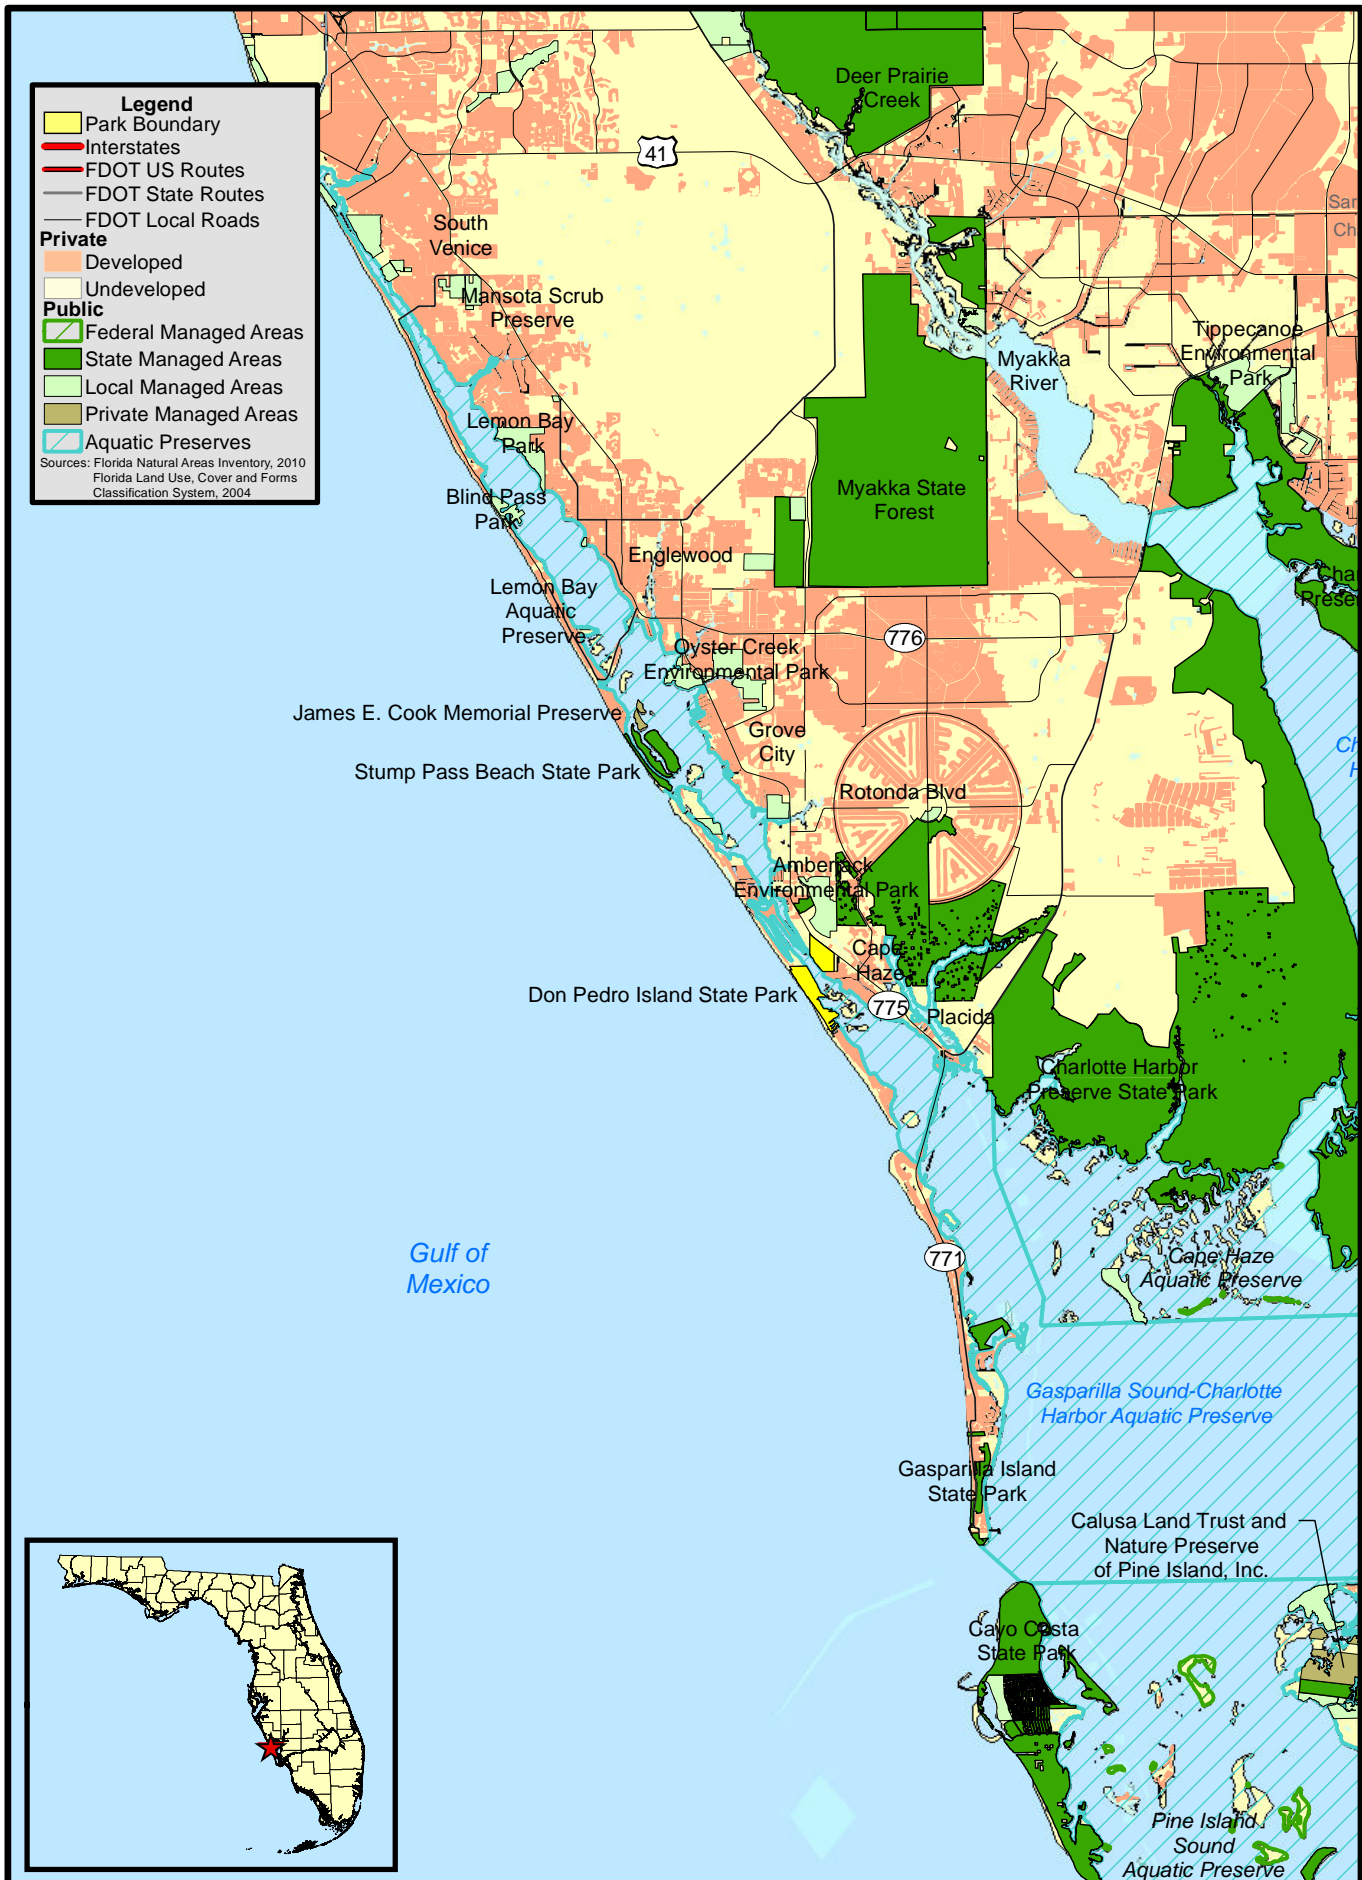 Legend
Park Boundary
Interstates
FDOT US Routes
FDOT State Routes
FDOT Local Roads
Private
Developed
Undeveloped
Public
Federal Managed Areas
State Managed Areas
Local Managed Areas
Private Managed Areas
Aquatic Preserves
Sources: Florida Natural Areas Inventory, 2010
Florida Land Use, Cover and Forms
Classification System, 2004
Deer Prairie
Creek
41
South
Venice
Sar
Ch
Mansota Scrub
Preserve
Tippecanoe
Environmental
Park
Myakka
River
Lemon Bay
Park
Blind Pass
Park
Myakka State
Forest
Englewood
Lemon Bay
Aquatic
Preserve
Char
Preser
776
Oyster Creek
Environmental Park
James E. Cook Memorial Preserve
Grove
City
Ch
H
Stump Pass Beach State Park
Rotonda Blvd
Amberjack
Environmental Park
Cape
Haze
Don Pedro Island State Park
775
Placida
Charlotte Harbor
Preserve State Park
Gulf of
Mexico
771
Cape Haze
Aquatic Preserve
Gasparilla Sound-Charlotte
Harbor Aquatic Preserve
Gasparilla Island
State Park
Calusa Land Trust and
Nature Preserve
of Pine Island, Inc.
Cayo Costa
State Park
Pine Island
Sound
Aquatic Preserve